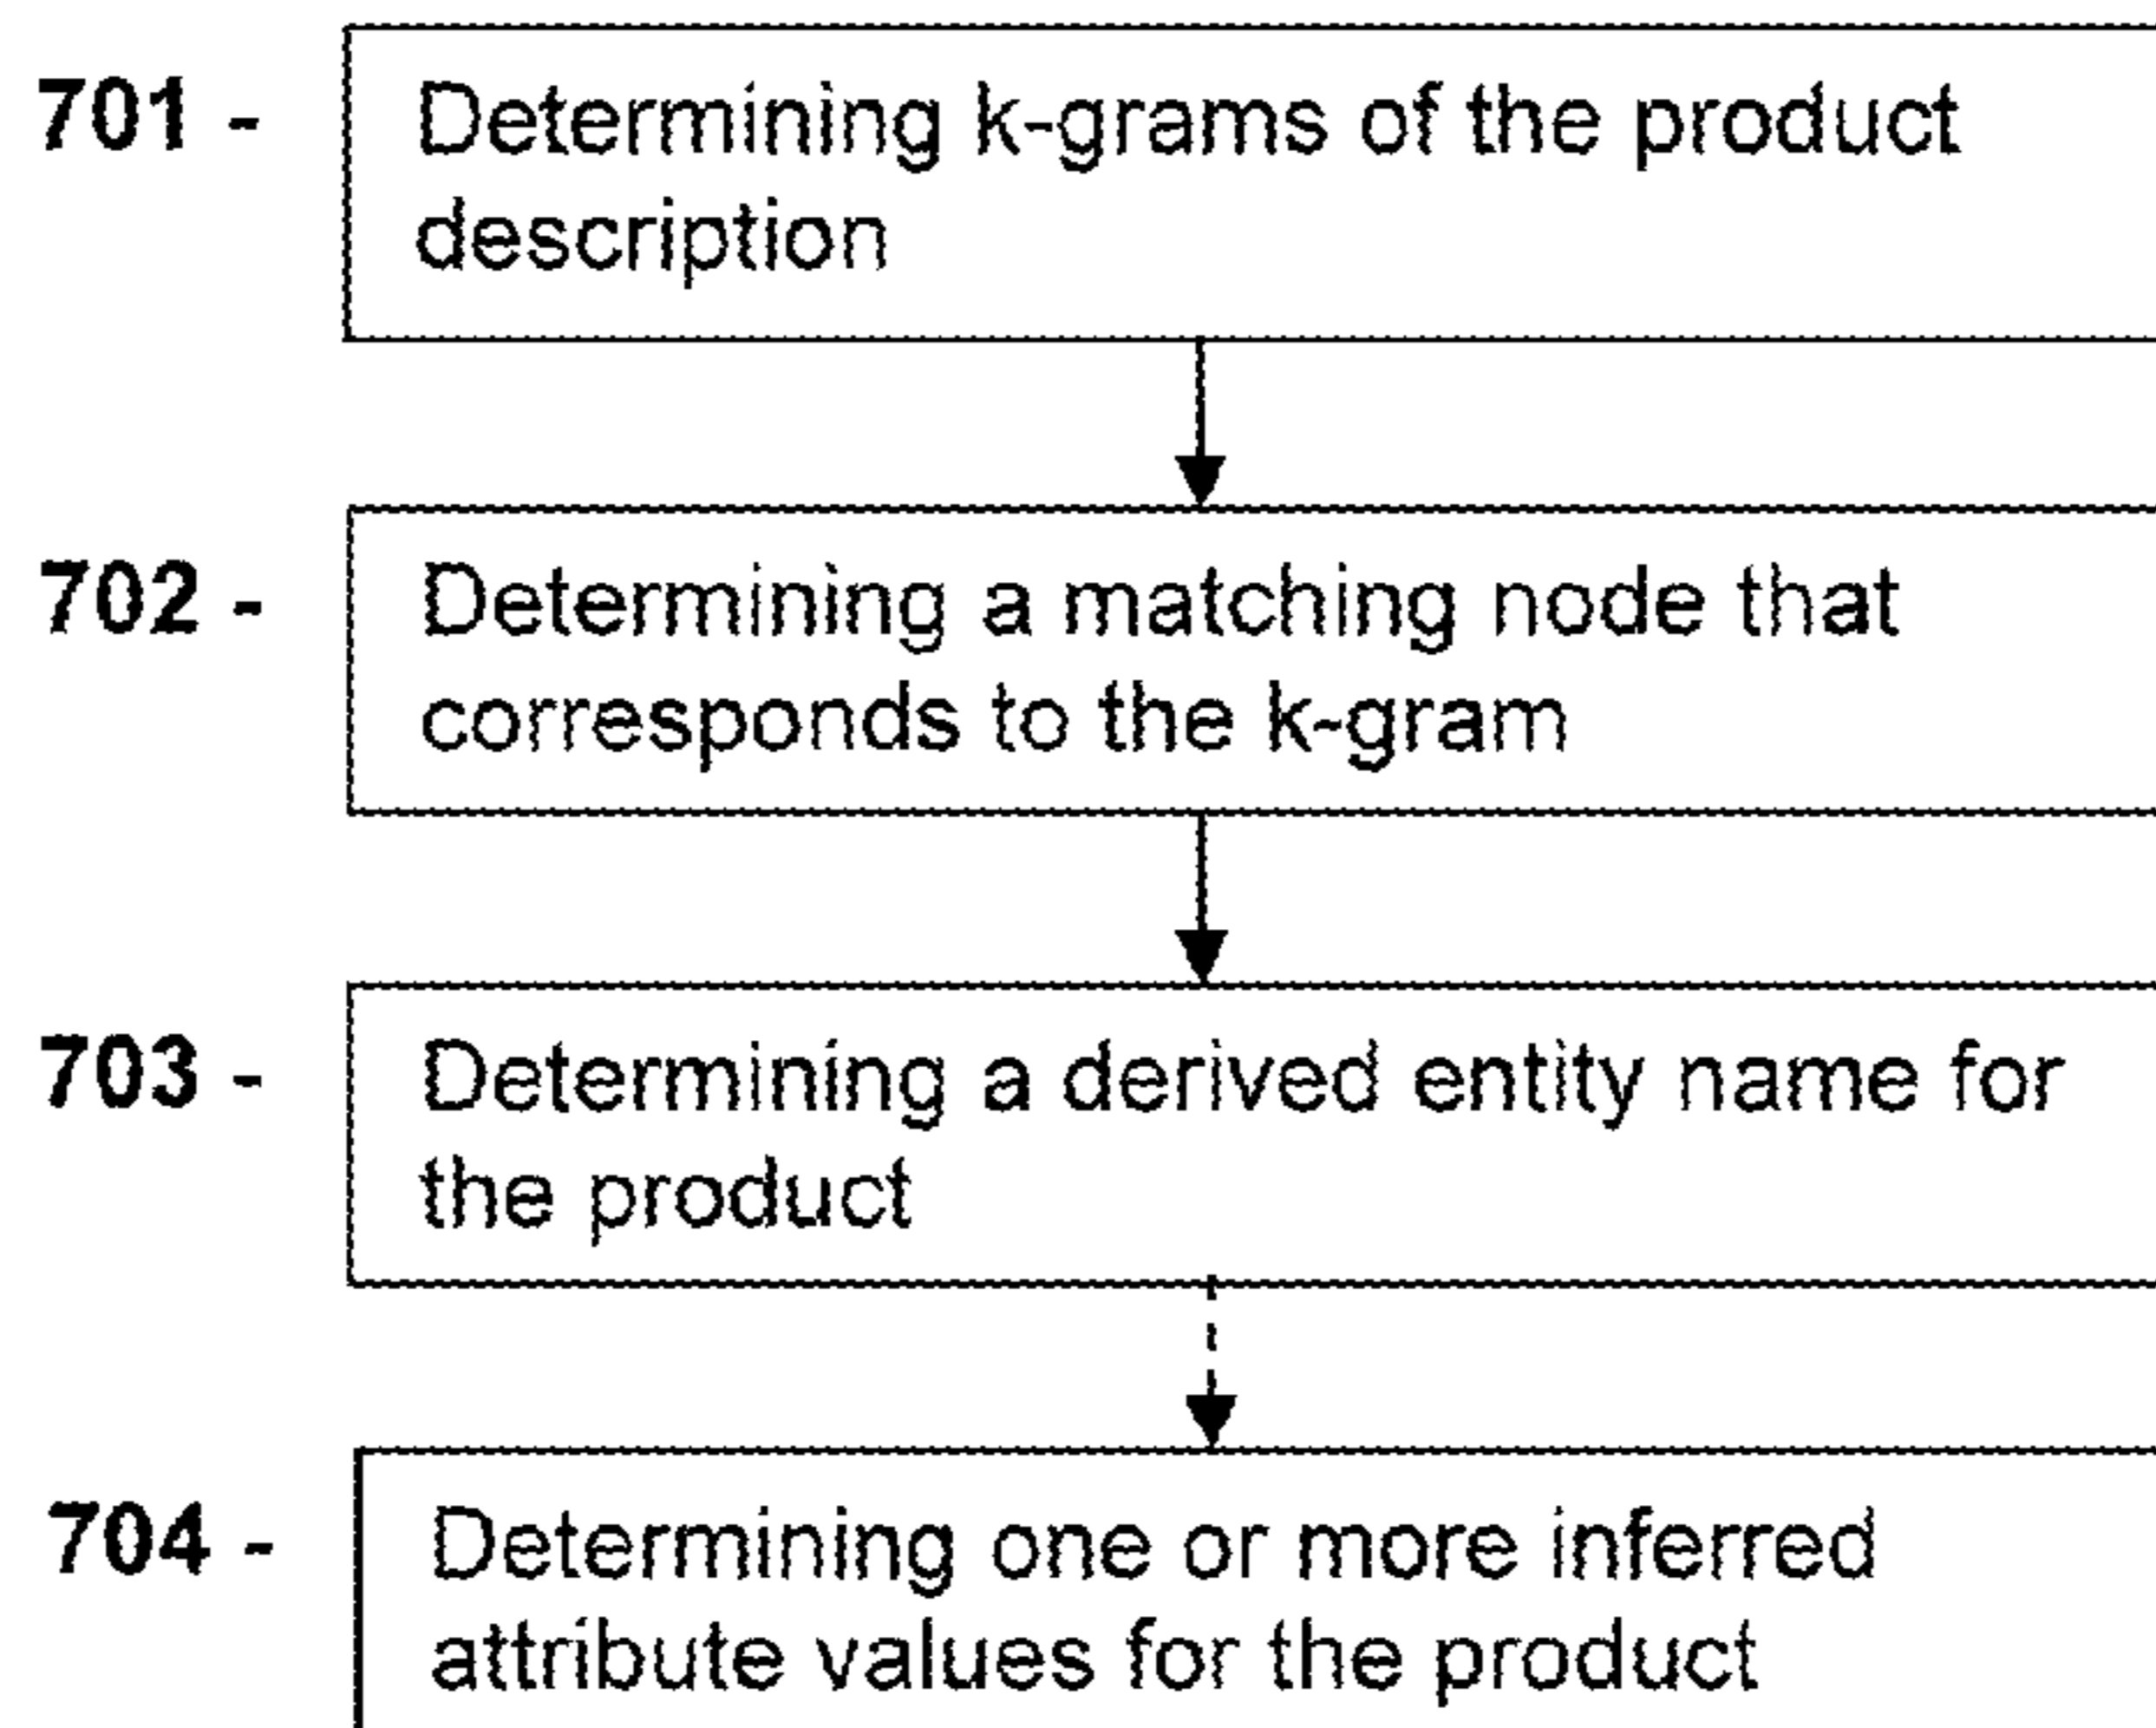 701 - Determining k-grams of the product
description
702 - Determining a matching node that
corresponds to the k-gram
703 - Determining a derived entity name for
the product
704 - Determining one or more inferred
attribute values for the product